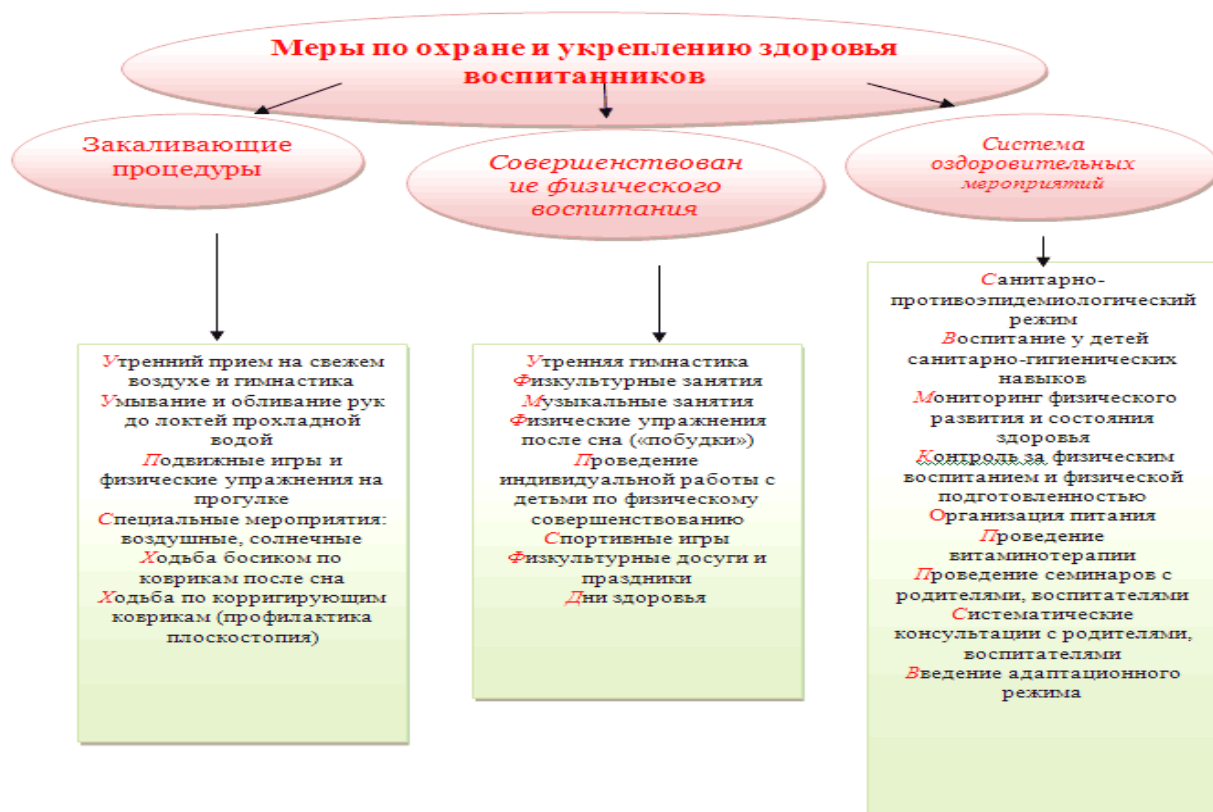 Меры по охране и укреплению здоровья
воспитанников
Закаливающие
процедуры
Совершенствован
ие физического
воспитания
Система
оздоровительных
мероприятий
Утренний прием на свежем
воздухе и гимнастика
Умывание и обливание рук
до локтей прохладной
водой
Подвижные игры и
физические упражнения на
прогулке
Специальные мероприятия:
воздушные, солнечные
Ходьба босиком по
коврикам после сна
Ходьба по корригирующим
коврикам (профилактика
плоскостопия)
Утренняя гимнастика
Физкультурные занятия
Музыкальные занятия
Физические упражнения
после сна («побудки»)
Проведение
индивидуальной работы с
детьми по физическому
совершенствованию
Спортивные игры
Физкультурные досуги и
праздники
Дни здоровья
Санитарно-
противоэпидемиологический
режим
Воспитание у детей
санитарно-гигиенических
навыков
Мониторинг физического
развития и состояния
здоровья
Контроль за физическим
воспитанием и физической
подготовленностью
Организация питания
Проведение
витаминотерапии
Проведение семинаров с
родителями, воспитателями
Систематические
консультации с родителями,
воспитателями
Введение адаптационного
режима